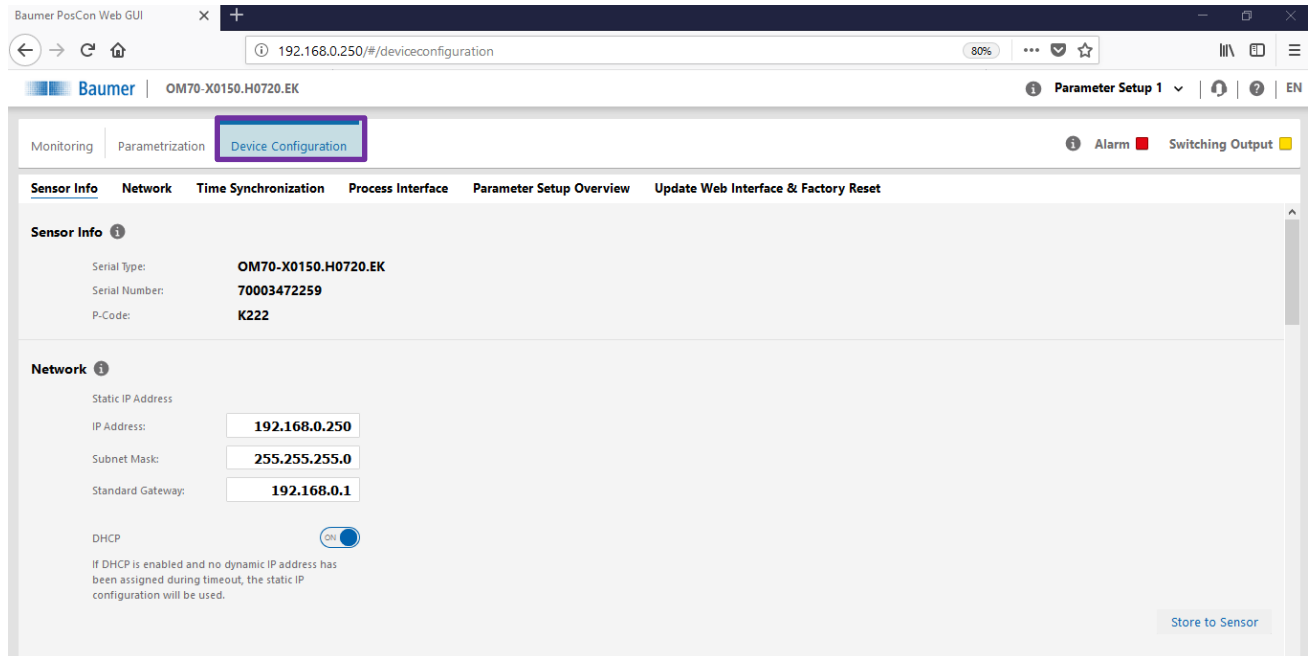 Baumer PosCon Web GUI
192.168.0.250/#/deviceconfiguration
80%
Baumer OM70-X0150.H0720.EK
Parameter Setup 1
EN
Monitoring Parametrization Device Configuration
Alarm Switching Output
Sensor Info Network Time Synchronization Process Interface Parameter Setup Overview Update Web Interface & Factory Reset
Sensor Info
Serial Type: OM70-X0150.H0720.EK
Serial Number: 70003472259
P-Code: K222
Network
Static IP Address
IP Address: 192.168.0.250
Subnet Mask: 255.255.255.0
Standard Gateway: 192.168.0.1
DHCP ON
If DHCP is enabled and no dynamic IP address has
been assigned during timeout, the static IP
configuration will be used.
Store to Sensor